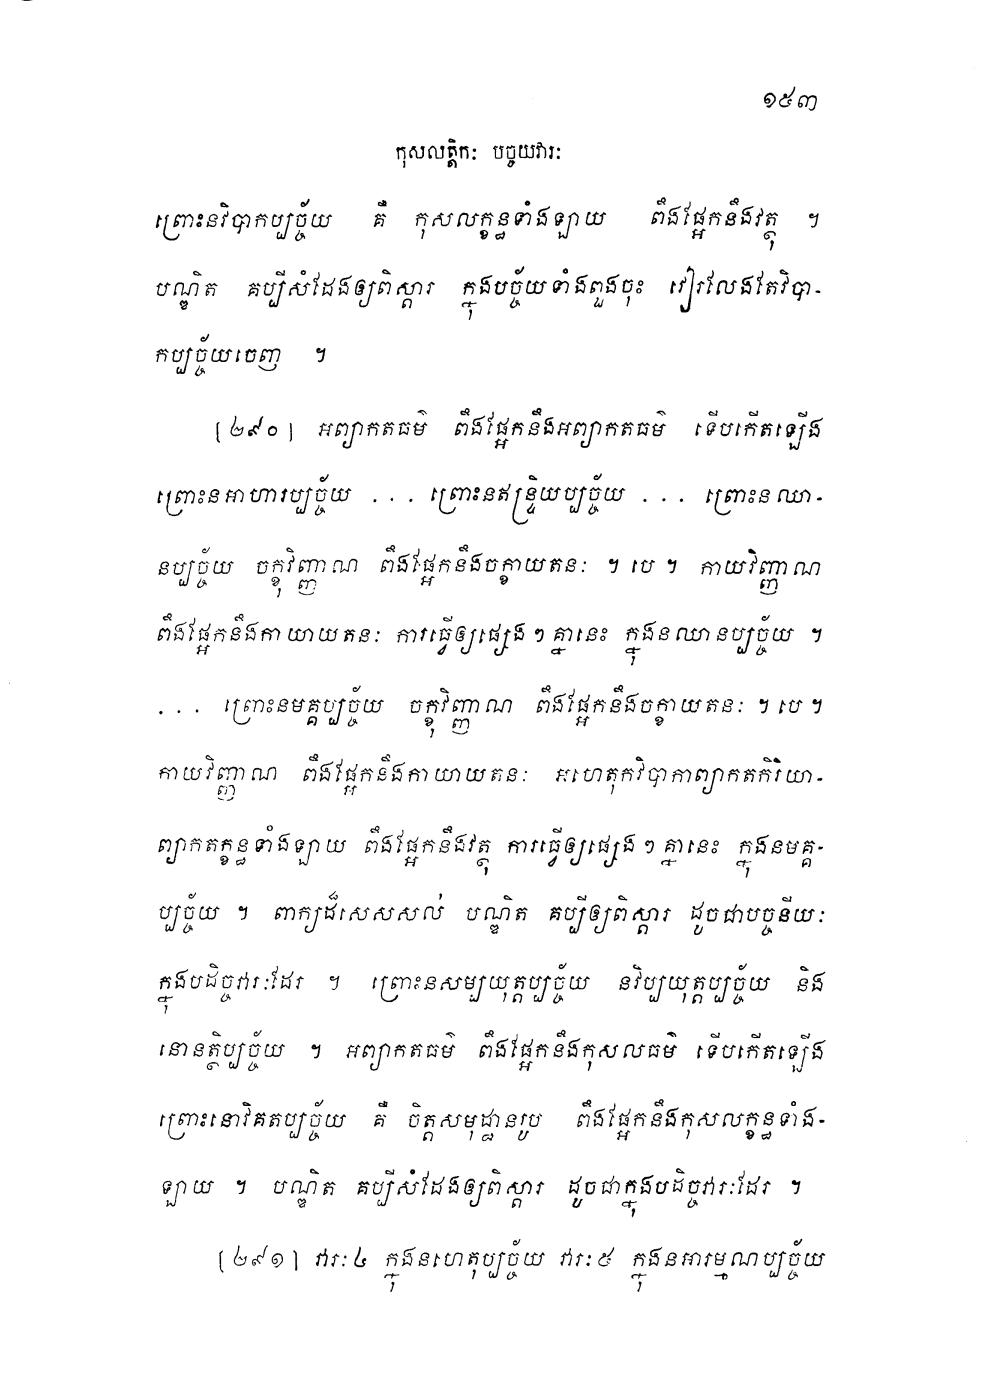 ១៥៣
កុសលត្តិកៈ បច្ចយវារៈ
ព្រោះនវិបាកប្បច្ច័យ គឺ កុសលក្ខន្ធទាំងឡាយ ពឹងផ្អែកនឹងវត្ថុ ។
បណ្ឌិត គប្បីសំដែងឲ្យពិស្តារ ក្នុងបច្ច័យទាំងពួងចុះ វៀរលែងតែវិបា-
កប្បច្ច័យចេញ ។
[២៩០] អព្យាកតធម៌ ពឹងផ្អែកនឹងអព្យាកតធម៌ ទើបកើតឡើង
ព្រោះនអាហារប្បច្ច័យ ... ព្រោះនឥន្ទ្រិយប្បច្ច័យ ... ព្រោះនឈា-
នប្បច្ច័យ ចក្ខុវិញ្ញាណ ពឹងផ្អែកនឹងចក្ខាយតនៈ ។ បេ ។ កាយវិញ្ញាណ
ពឹងផ្អែកនឹងកាយាយតនៈ ការធ្វើឲ្យផ្សេង ៗ គ្នានេះ ក្នុងនឈានប្បច្ច័យ ។
... ព្រោះនមគ្គប្បច្ច័យ ចក្ខុវិញ្ញាណ ពឹងផ្អែកនឹងចក្ខាយតនៈ ។ បេ ។
កាយវិញ្ញាណ ពឹងផ្អែកនឹងកាយាយតនៈ អហេតុកវិបាកាព្យាកតកិរិយា-
ព្យាកតក្ខន្ធទាំងឡាយ ពឹងផ្អែកនឹងវត្ថុ ការធ្វើឲ្យផ្សេង ៗ គ្នានេះ ក្នុងនមគ្គ-
ប្បច្ច័យ ។ ពាក្យដ៏សេសសល់ បណ្ឌិត គប្បីឲ្យពិស្តារ ដូចជាបច្ចនីយៈ
ក្នុងបដិច្ចវារៈដែរ ។ ព្រោះនសម្បយុត្តប្បច្ច័យ នវិប្បយុត្តប្បច្ច័យ និង
នោនត្ថិប្បច្ច័យ ។ អព្យាកតធម៌ ពឹងផ្អែកនឹងកុសលធម៌ ទើបកើតឡើង
ព្រោះនោវិគតប្បច្ច័យ គឺ ចិត្តសមុដ្ឋានរូប ពឹងផ្អែកនឹងកុសលក្ខន្ធទាំង-
ឡាយ ។ បណ្ឌិត គប្បីសំដែងឲ្យពិស្តារ ដូចជាក្នុងបដិច្ចវារៈដែរ ។
[២៩១] វារៈ ៤ ក្នុងនហេតុប្បច្ច័យ វារៈ ៥ ក្នុងនអារម្មណប្បច្ច័យ